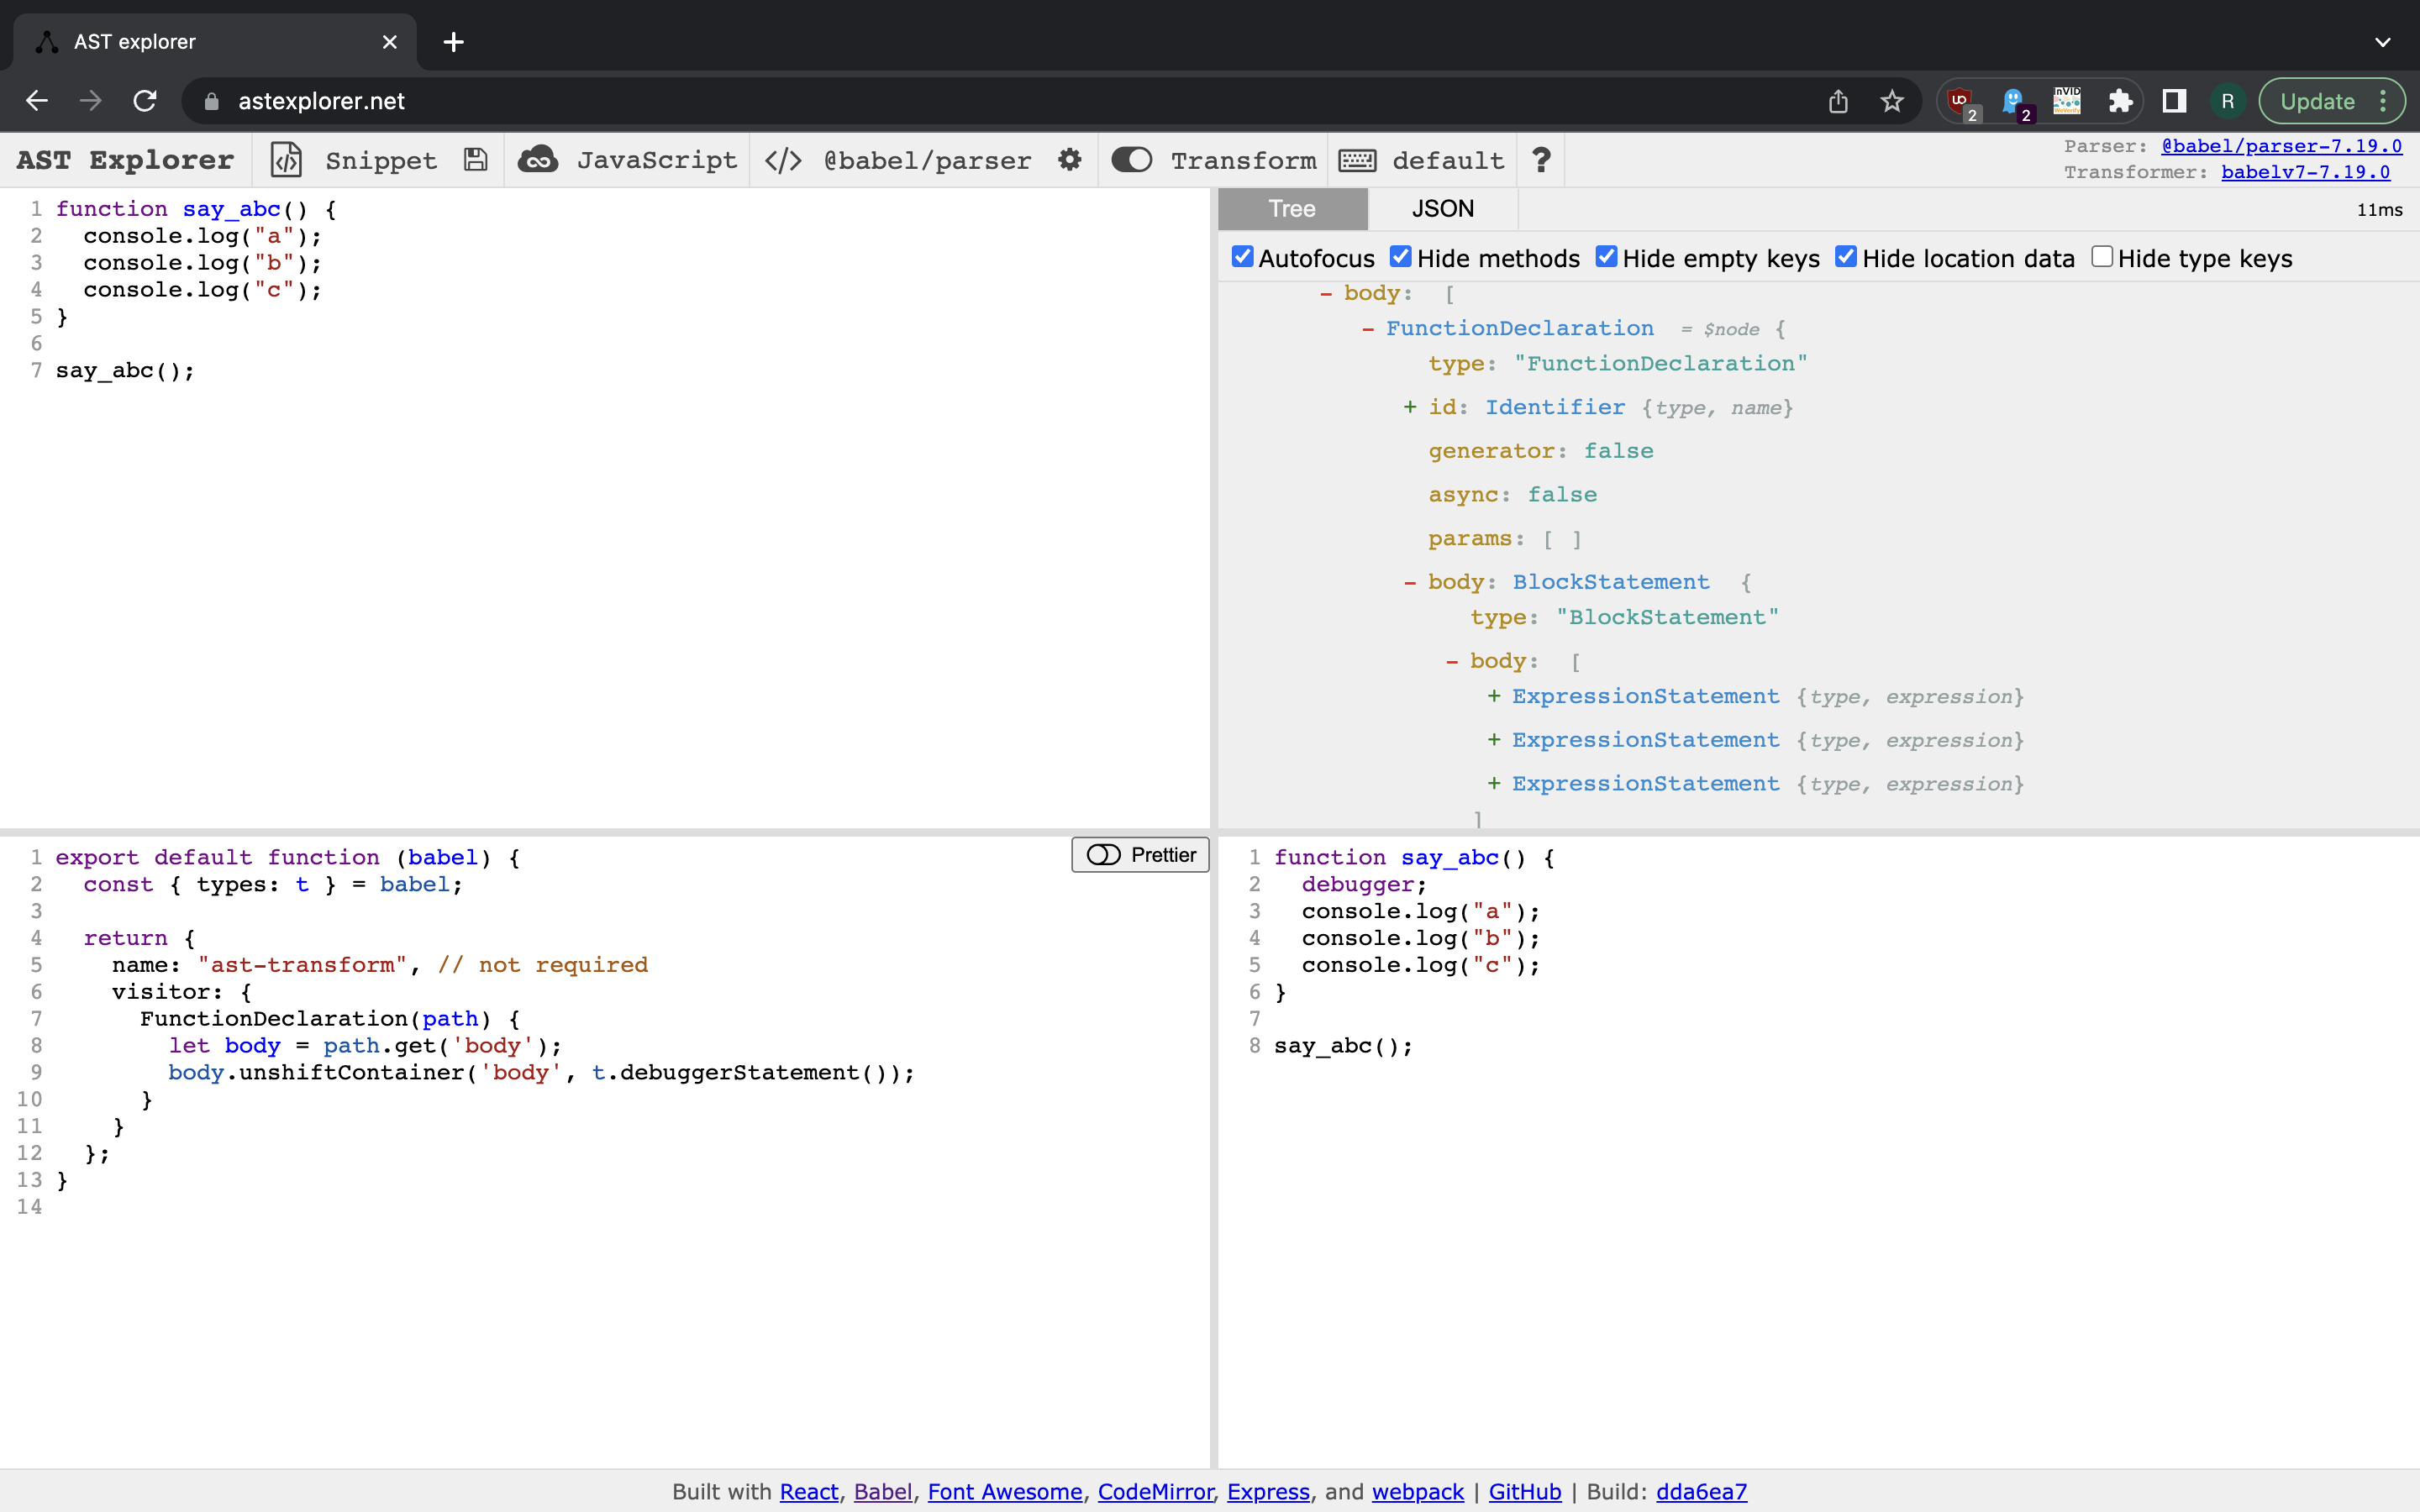 AST explorer
astexplorer.net
2
2
inVID
R
Update
AST Explorer Snippet JavaScript </> @babel/parser Transform default ?
Parser: @babel/parser-7.19.0
Transformer: babelv7-7.19.0
1 function say_abc() {
2   console.log("a");
3   console.log("b");
4   console.log("c");
5 }
6
7 say_abc();
Tree JSON 11ms
Autofocus Hide methods Hide empty keys Hide location data Hide type keys
- body: [
- FunctionDeclaration = $node {
type: "FunctionDeclaration"
+ id: Identifier {type, name}
generator: false
async: false
params: [ ]
- body: BlockStatement {
type: "BlockStatement"
- body: [
+ ExpressionStatement {type, expression}
+ ExpressionStatement {type, expression}
+ ExpressionStatement {type, expression}
]
Prettier
1 export default function (babel) {
2   const { types: t } = babel;
3
4   return {
5     name: "ast-transform", // not required
6     visitor: {
7       FunctionDeclaration(path) {
8         let body = path.get('body');
9         body.unshiftContainer('body', t.debuggerStatement());
10       }
11     }
12   };
13 }
14
1 function say_abc() {
2   debugger;
3   console.log("a");
4   console.log("b");
5   console.log("c");
6 }
7
8 say_abc();
Built with React, Babel, Font Awesome, CodeMirror, Express, and webpack | GitHub | Build: dda6ea7